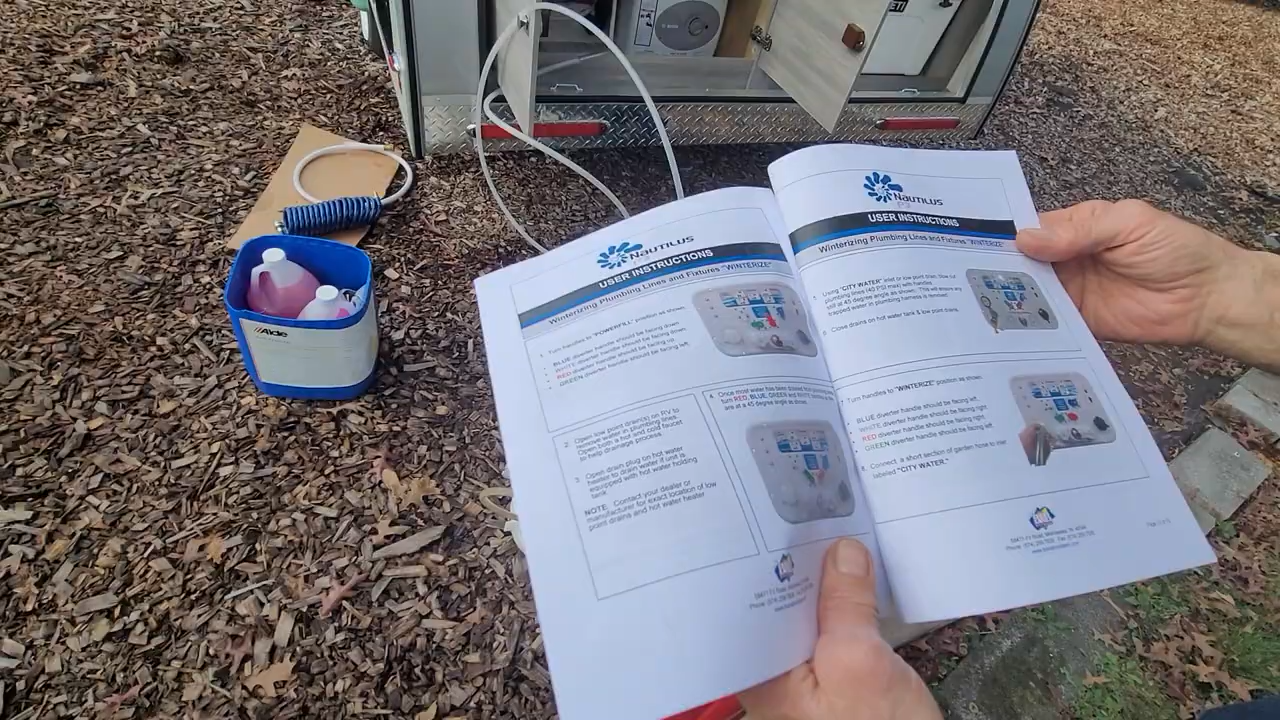 YETI
Alde
NAUTILUS
USER INSTRUCTIONS
Winterizing Plumbing Lines and Fixtures "WINTERIZE"
1. Turn handles to "POWERFILL" position as shown.
• BLUE diverter handle should be facing down
• WHITE diverter handle should be facing down.
• RED diverter handle should be facing up.
• GREEN diverter handle should be facing left.
2. Open low point drain(s) on RV to
remove water in plumbing lines.
Open both a hot and cold faucet
to help drainage process.
3. Open drain plug on hot water
heater to drain water if unit is
equipped with hot water holding
tank
NOTE: Contact your dealer or
manufacturer for exact location of low
point drains and hot water heater
4. Once most water has been drained from
turn RED, BLUE, GREEN and WHITE
are at a 45 degree angle as shown.
NAUTILUS
USER INSTRUCTIONS
Winterizing Plumbing Lines and Fixtures "WINTERIZE"
Using "CITY WATER" inlet or low point drain, blow out
plumbing lines (40 PSI max) with handles
still at 45 degree angle as shown. This will ensure any
trapped water in plumbing harness is removed.
6. Close drains on hot water tank & low point drains.
Turn handles to "WINTERIZE" position as shown.
BLUE diverter handle should be facing left.
WHITE diverter handle should be facing right.
RED diverter handle should be facing right.
GREEN diverter handle should be facing left.
8. Connect a short section of garden hose to inlet
labeled "CITY WATER."